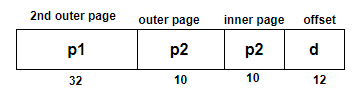 2nd outer page outer page inner page offset
p1 p2 p2 d
32 10 10 12